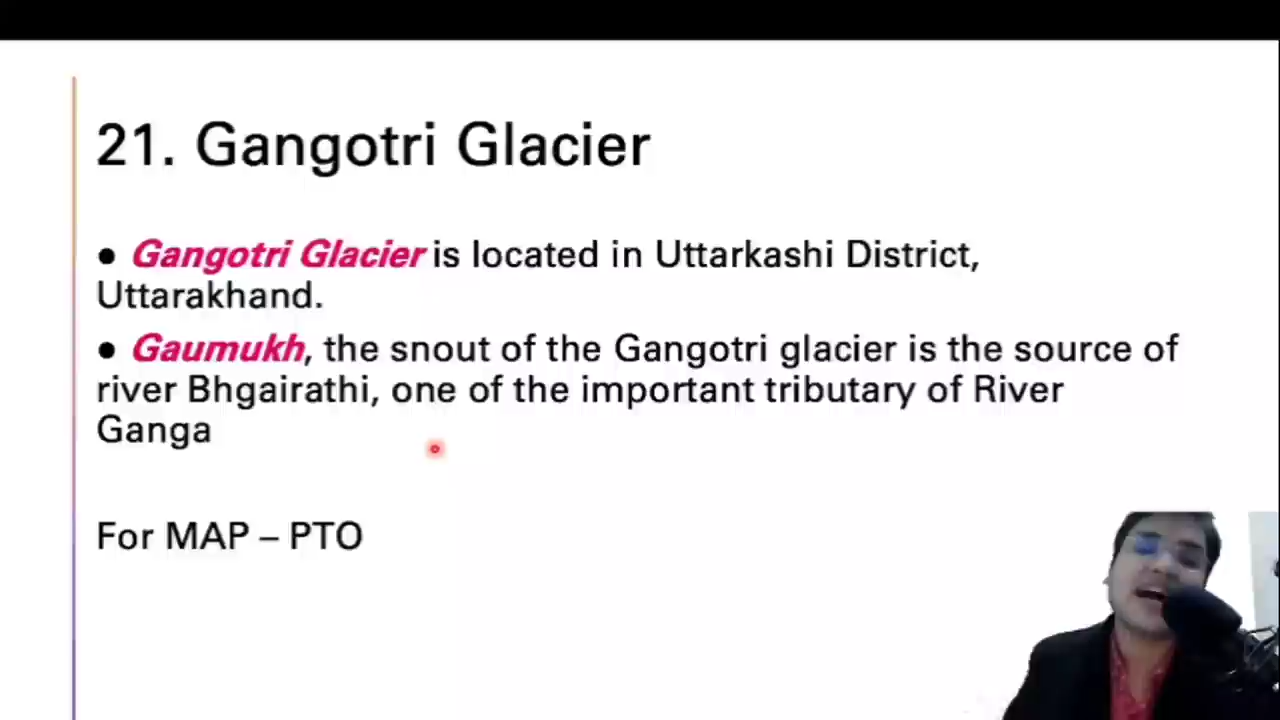 21. Gangotri Glacier
● Gangotri Glacier is located in Uttarkashi District,
Uttarakhand.
● Gaumukh, the snout of the Gangotri glacier is the source of
river Bhgairathi, one of the important tributary of River
Ganga
For MAP – PTO